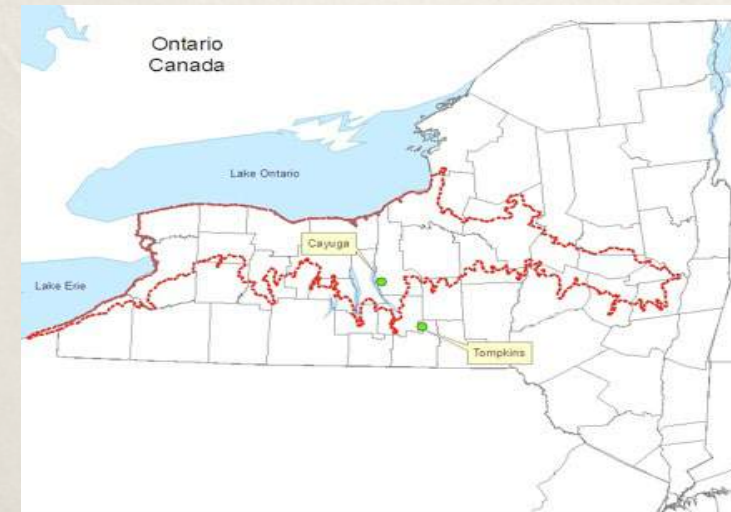 Ontario
Canada
Lake Ontario
Cayuga
Lake Erie
Tompkins